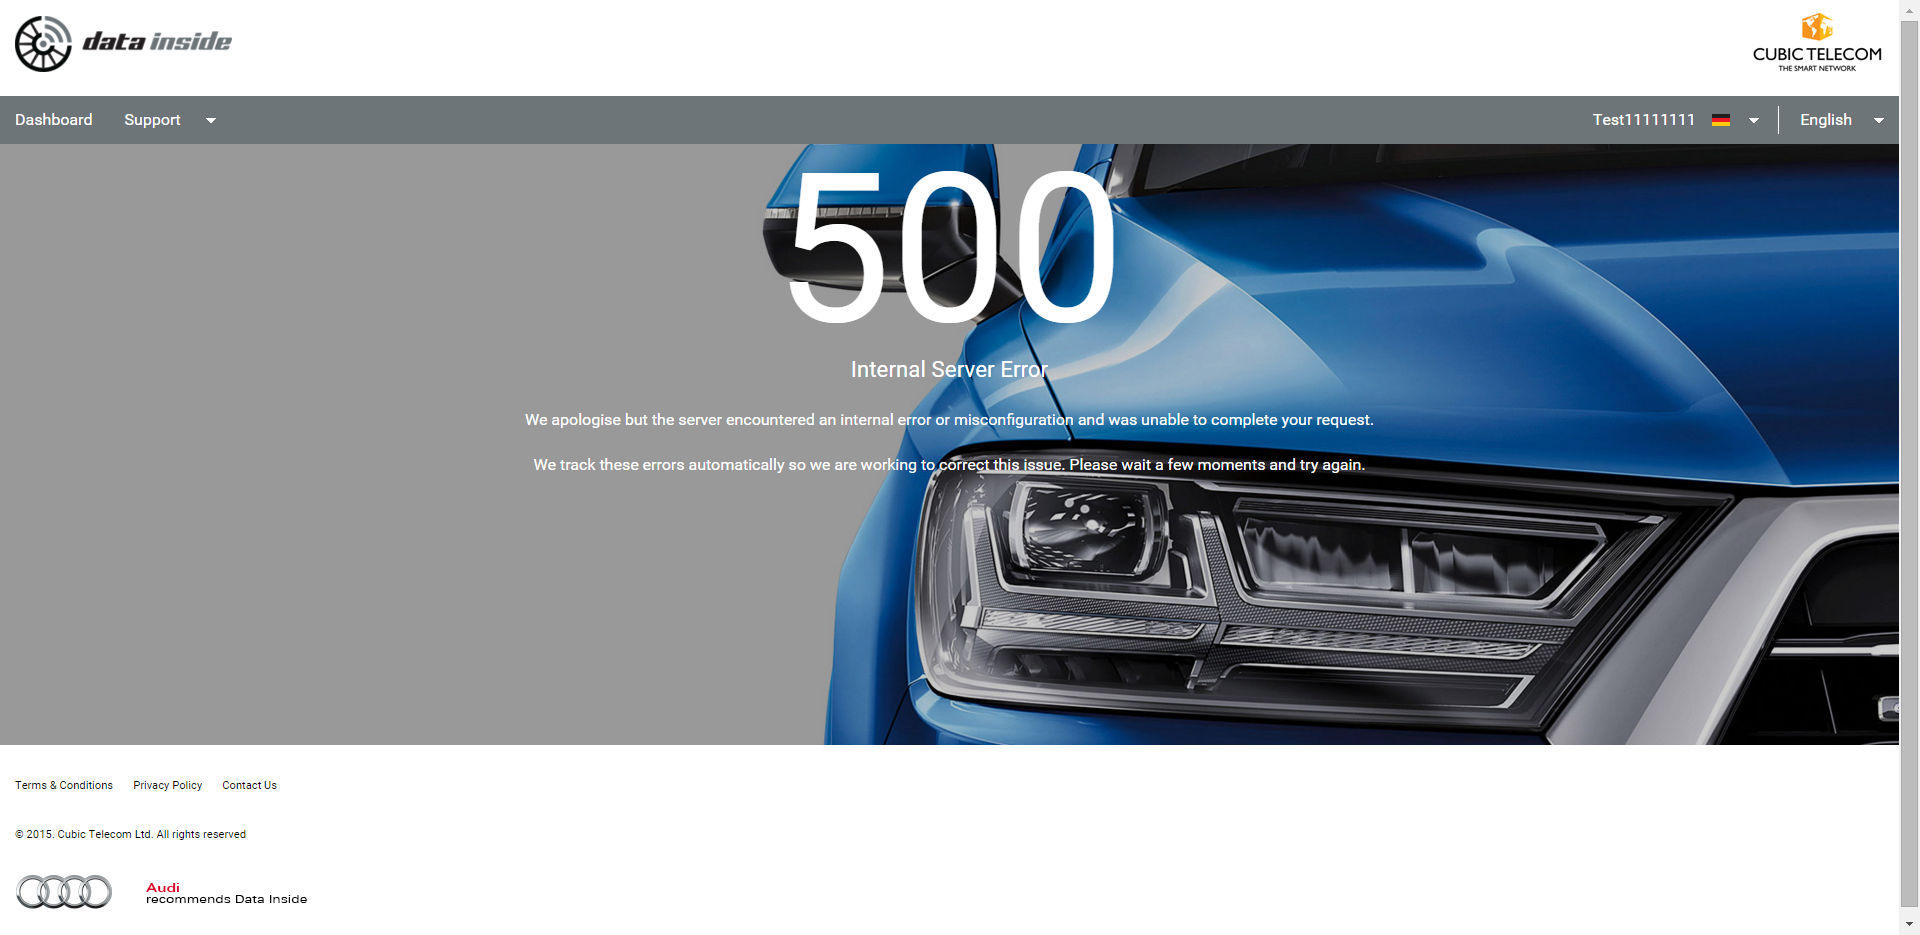 data inside
CUBIC TELECOM
THE SMART NETWORK
Dashboard
Support
Test11111111
English
500
Internal Server Error
We apologise but the server encountered an internal error or misconfiguration and was unable to complete your request.
We track these errors automatically so we are working to correct this issue. Please wait a few moments and try again.
Terms & Conditions
Privacy Policy
Contact Us
© 2015. Cubic Telecom Ltd. All rights reserved
Audi
recommends Data Inside